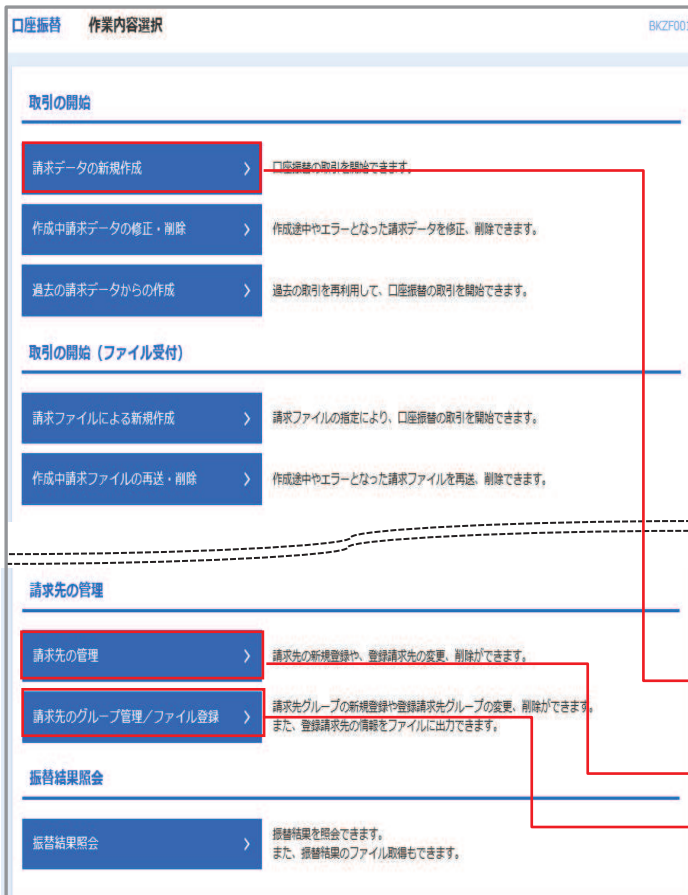 口座振替 作業内容選択 BKZF001
取引の開始
請求データの新規作成 口座振替の取引を開始できます。
作成中請求データの修正・削除 作成途中やエラーとなった請求データを修正、削除できます。
過去の請求データからの作成 過去の取引を再利用して、口座振替の取引を開始できます。
取引の開始（ファイル受付）
請求ファイルによる新規作成 請求ファイルの指定により、口座振替の取引を開始できます。
作成中請求ファイルの再送・削除 作成途中やエラーとなった請求ファイルを再送、削除できます。
請求先の管理
請求先の管理 請求先の新規登録や、登録請求先の変更、削除ができます。
請求先のグループ管理／ファイル登録 請求先グループの新規登録や登録請求先グループの変更、削除ができます。
また、登録請求先の情報をファイルに出力できます。
振替結果照会
振替結果照会 振替結果を照会できます。
また、振替結果のファイル取得もできます。